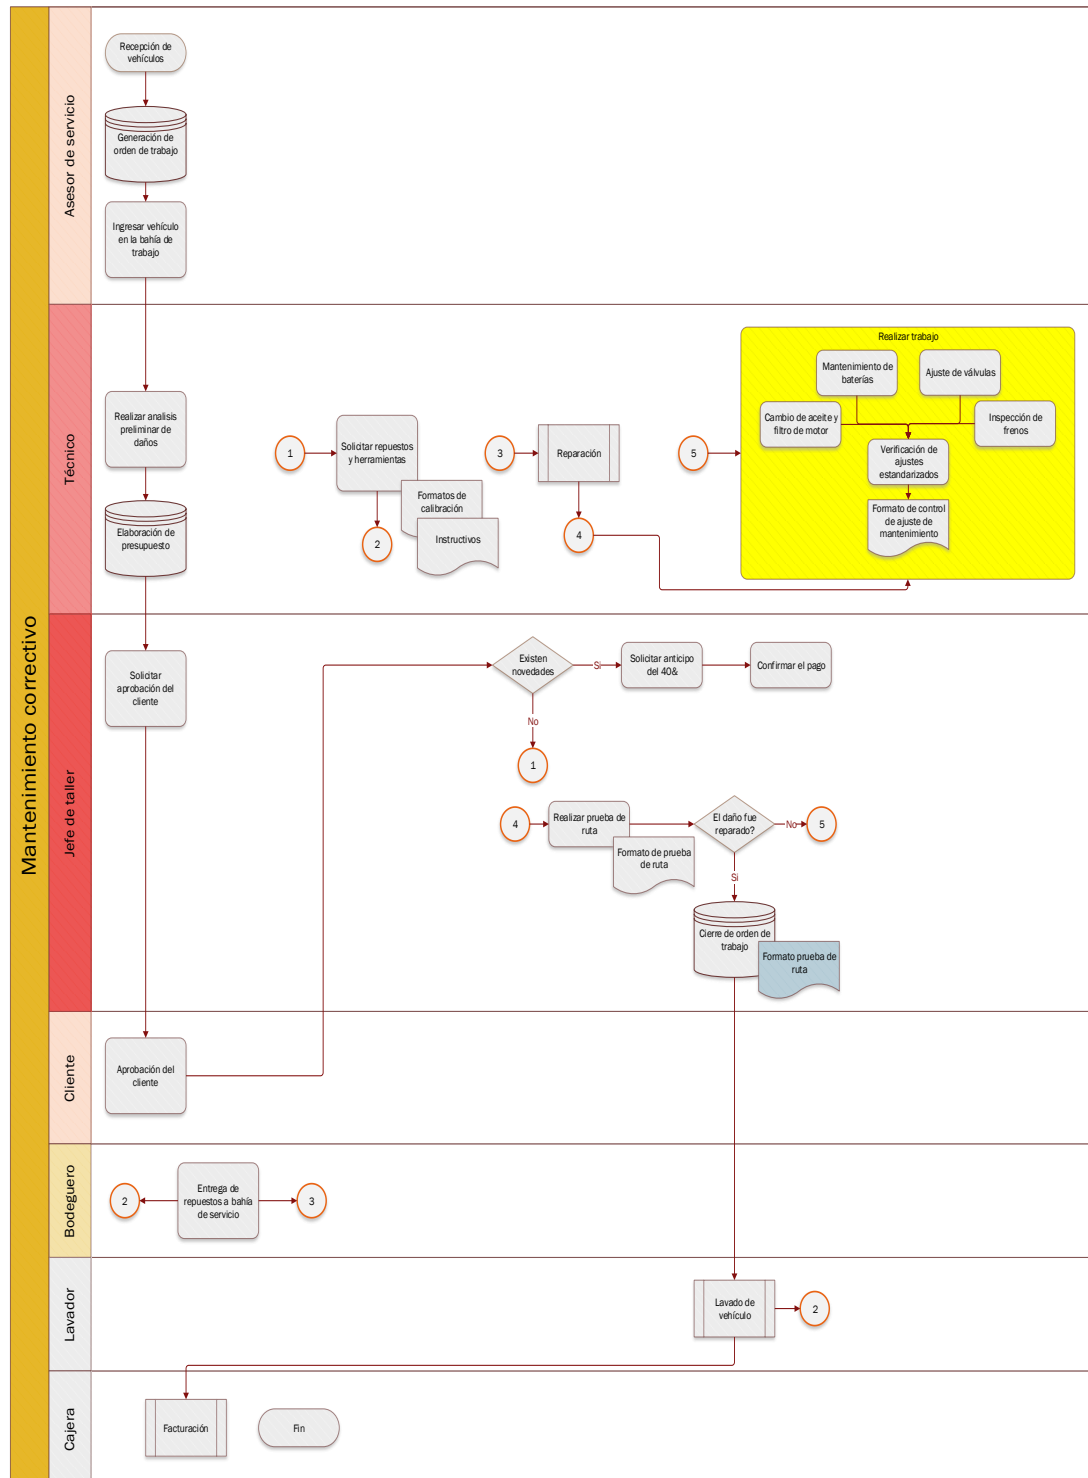 Mantenimiento correctivo
Asesor de servicio
Recepción de
vehículos
Generación de
orden de trabajo
Ingresar vehículo
en la bahía de
trabajo
Técnico
Realizar analisis
preliminar de
daños
Elaboración de
presupuesto
1
Solicitar repuestos
y herramientas
Formatos de
calibración
Instructivos
2
3
Reparación
4
5
Realizar trabajo
Mantenimiento de
baterías
Ajuste de válvulas
Cambio de aceite y
filtro de motor
Inspección de
frenos
Verificación de
ajustes
estandarizados
Formato de control
de ajuste de
mantenimiento
Jefe de taller
Solicitar
aprobación del
cliente
Existen
novedades
Si
Solicitar anticipo
del 40&
Confirmar el pago
No
1
4
Realizar prueba de
ruta
Formato de prueba
de ruta
El daño fue
reparado?
No
5
Si
Cierre de orden de
trabajo
Formato prueba de
ruta
Cliente
Aprobación del
cliente
Bodeguero
2
Entrega de
repuestos a bahía
de servicio
3
Lavador
Lavado de
vehículo
2
Cajera
Facturación
Fin